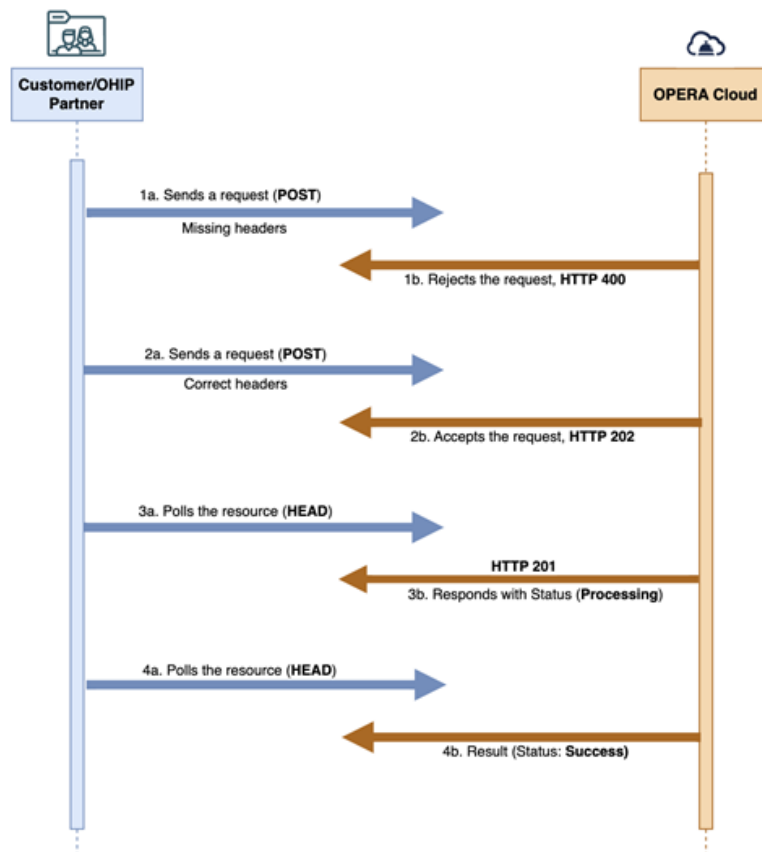 Customer/OHIP
Partner
OPERA Cloud
1a. Sends a request (POST)
Missing headers
1b. Rejects the request, HTTP 400
2a. Sends a request (POST)
Correct headers
2b. Accepts the request, HTTP 202
3a. Polls the resource (HEAD)
HTTP 201
3b. Responds with Status (Processing)
4a. Polls the resource (HEAD)
4b. Result (Status: Success)